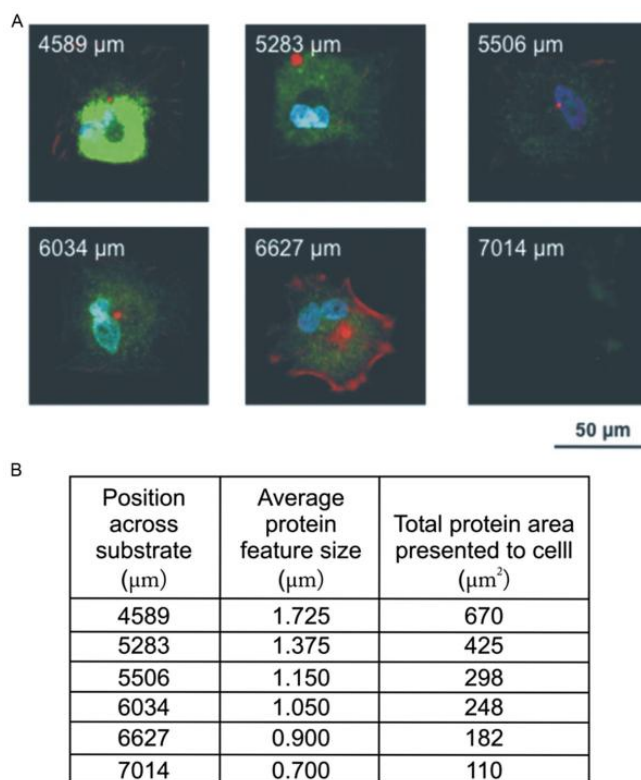 A
4589 µm
5283 µm
5506 µm
6034 µm
6627 µm
7014 µm
50 µm
B
Position across substrate (µm)
Average protein feature size (µm)
Total protein area presented to celll (µm²)
4589 1.725 670
5283 1.375 425
5506 1.150 298
6034 1.050 248
6627 0.900 182
7014 0.700 110